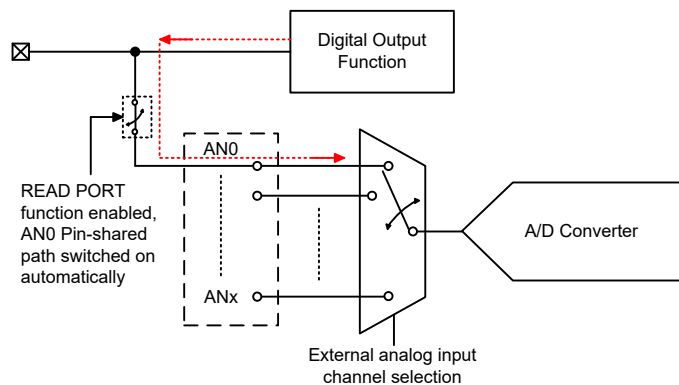 Digital Output
Function
AN0
READ PORT
function enabled,
AN0 Pin-shared
path switched on
automatically
A/D Converter
ANx
External analog input
channel selection